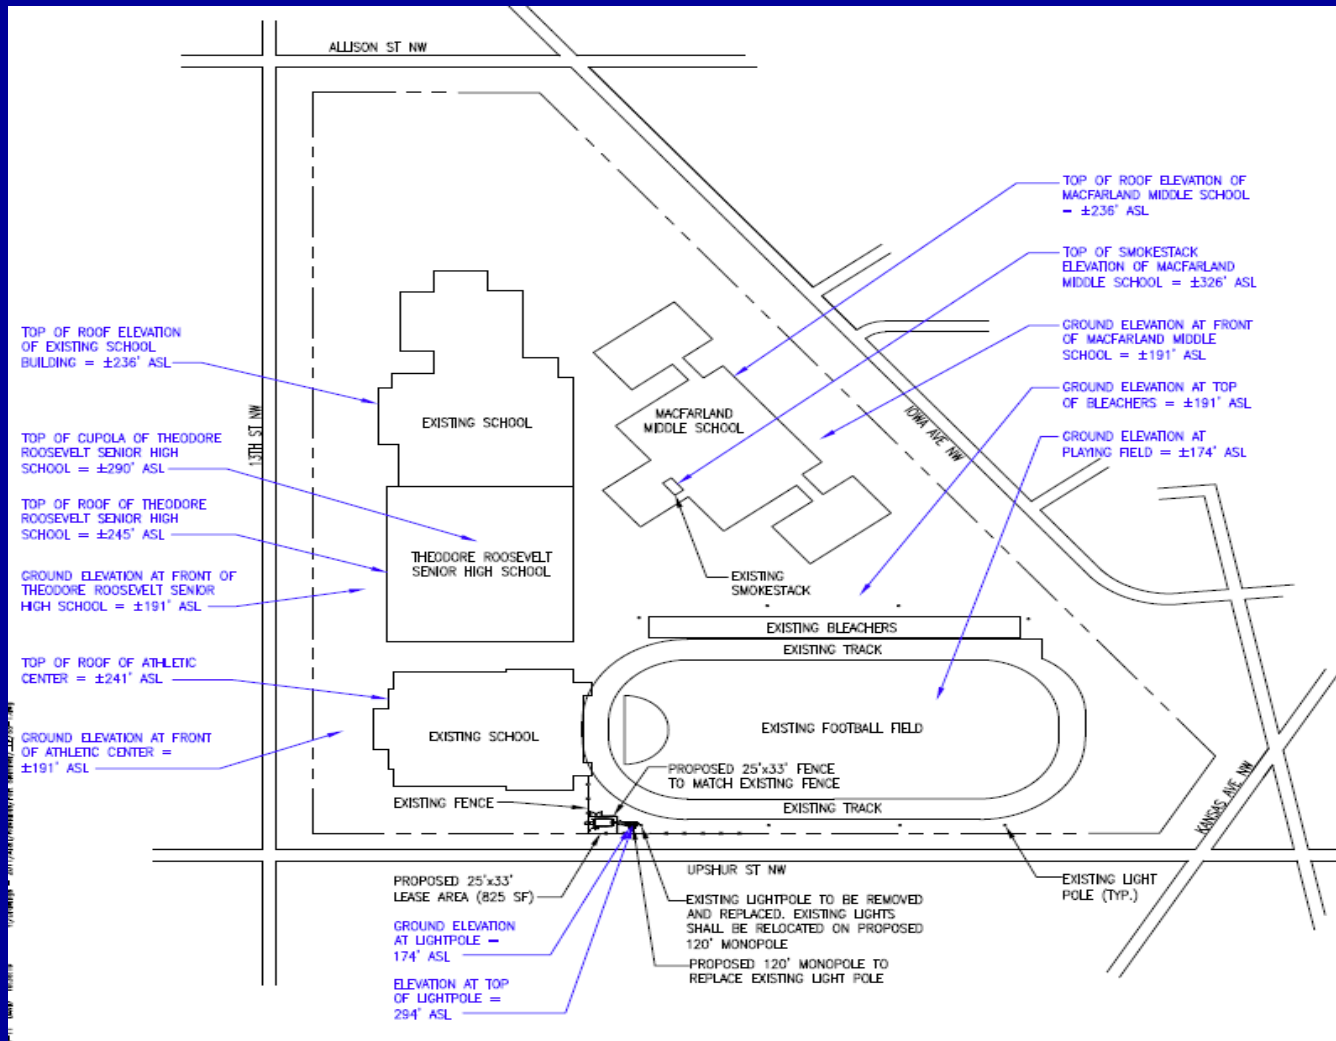 ALLISON ST NW
TOP OF ROOF ELEVATION OF
MACFARLAND MIDDLE SCHOOL
= ±236' ASL
TOP OF SMOKESTACK
ELEVATION OF MACFARLAND
MIDDLE SCHOOL = ±326' ASL
GROUND ELEVATION AT FRONT
OF MACFARLAND MIDDLE
SCHOOL = ±191' ASL
GROUND ELEVATION AT TOP
OF BLEACHERS = ±191' ASL
GROUND ELEVATION AT
PLAYING FIELD = ±174' ASL
TOP OF ROOF ELEVATION
OF EXISTING SCHOOL
BUILDING = ±236' ASL
TOP OF CUPOLA OF THEODORE
ROOSEVELT SENIOR HIGH
SCHOOL = ±290' ASL
TOP OF ROOF OF THEODORE
ROOSEVELT SENIOR HIGH
SCHOOL = ±245' ASL
GROUND ELEVATION AT FRONT OF
THEODORE ROOSEVELT SENIOR
HIGH SCHOOL = ±191' ASL
TOP OF ROOF OF ATHLETIC
CENTER = ±241' ASL
GROUND ELEVATION AT FRONT
OF ATHLETIC CENTER =
±191' ASL
13TH ST NW
EXISTING SCHOOL
MACFARLAND
MIDDLE SCHOOL
IOWA AVE NW
THEODORE ROOSEVELT
SENIOR HIGH SCHOOL
EXISTING
SMOKESTACK
EXISTING BLEACHERS
EXISTING TRACK
EXISTING FOOTBALL FIELD
EXISTING SCHOOL
PROPOSED 25'x33' FENCE
TO MATCH EXISTING FENCE
EXISTING FENCE
EXISTING TRACK
KANSAS AVE NW
UPSHUR ST NW
PROPOSED 25'x33'
LEASE AREA (825 SF)
EXISTING LIGHT
POLE (TYP.)
EXISTING LIGHTPOLE TO BE REMOVED
AND REPLACED. EXISTING LIGHTS
SHALL BE RELOCATED ON PROPOSED
120' MONOPOLE
GROUND ELEVATION
AT LIGHTPOLE =
174' ASL
PROPOSED 120' MONOPOLE TO
REPLACE EXISTING LIGHT POLE
ELEVATION AT TOP
OF LIGHTPOLE =
294' ASL